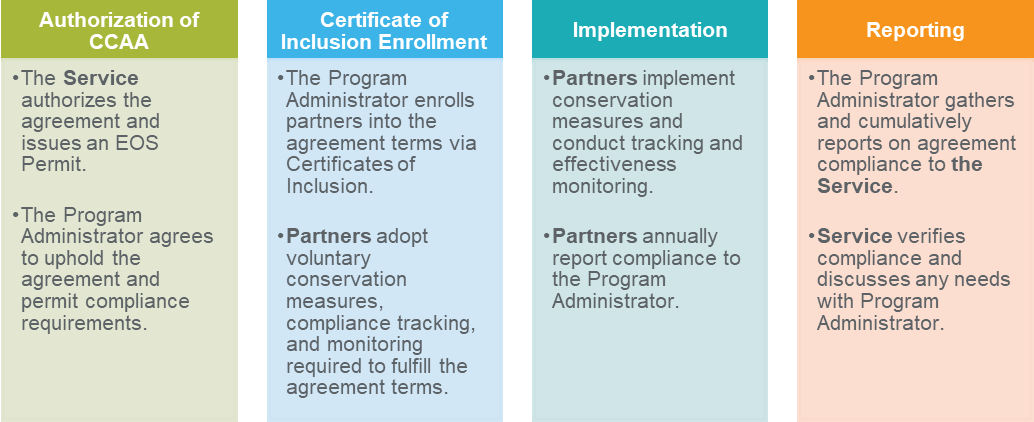 Authorization of
CCAA
•The Service
authorizes the
agreement and
issues an EOS
Permit.
•The Program
Administrator agrees
to uphold the
agreement and
permit compliance
requirements.
Certificate of
Inclusion Enrollment
•The Program
Administrator enrolls
partners into the
agreement terms via
Certificates of
Inclusion.
•Partners adopt
voluntary
conservation
measures,
compliance tracking,
and monitoring
required to fulfill the
agreement terms.
Implementation
•Partners implement
conservation
measures and
conduct tracking and
effectiveness
monitoring.
•Partners annually
report compliance to
the Program
Administrator.
Reporting
•The Program
Administrator gathers
and cumulatively
reports on agreement
compliance to the
Service.
•Service verifies
compliance and
discusses any needs
with Program
Administrator.